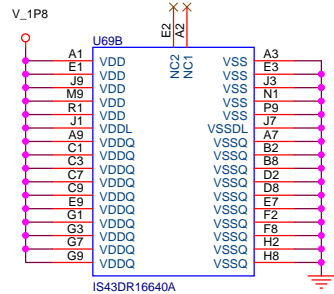 V_1P8
U69B
E2 A2
NC2 NC1
A1 VDD VSS A3
E1 VDD VSS E3
J9 VDD VSS J3
M9 VDD VSS N1
R1 VDD VSS P9
J1 VDDL VSSDL J7
A9 VDDQ VSSQ A7
C1 VDDQ VSSQ B2
C3 VDDQ VSSQ B8
C7 VDDQ VSSQ D2
C9 VDDQ VSSQ D8
E9 VDDQ VSSQ E7
G1 VDDQ VSSQ F2
G3 VDDQ VSSQ F8
G7 VDDQ VSSQ H2
G9 VDDQ VSSQ H8
IS43DR16640A